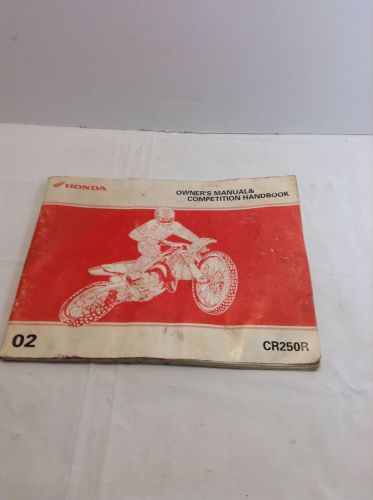 HONDA
OWNER'S MANUAL&
COMPETITION HANDBOOK
02
CR250R